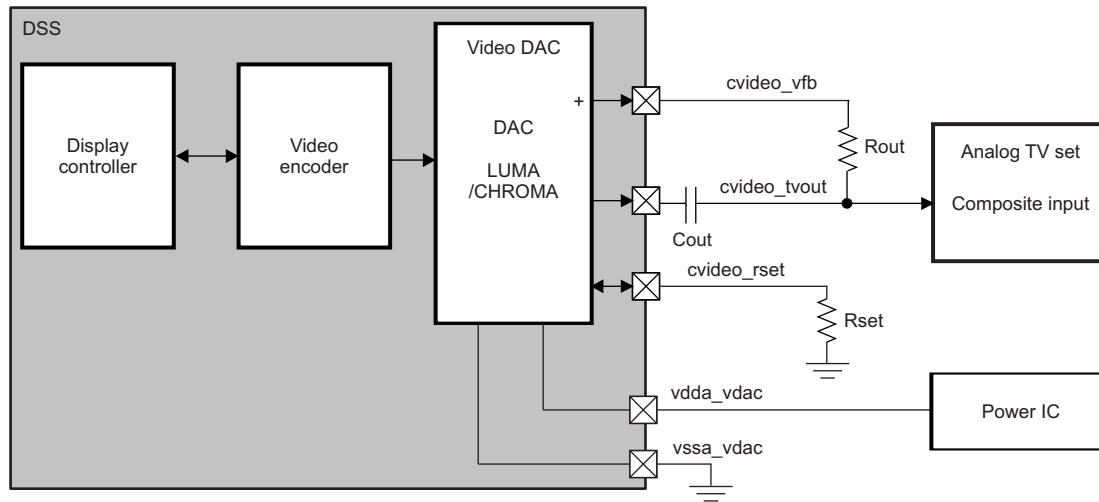 DSS
Display
controller
Video
encoder
Video DAC
+
DAC
LUMA
/CHROMA
cvideo_vfb
Rout
cvideo_tvout
Cout
cvideo_rset
Rset
vdda_vdac
vssa_vdac
Analog TV set
Composite input
Power IC